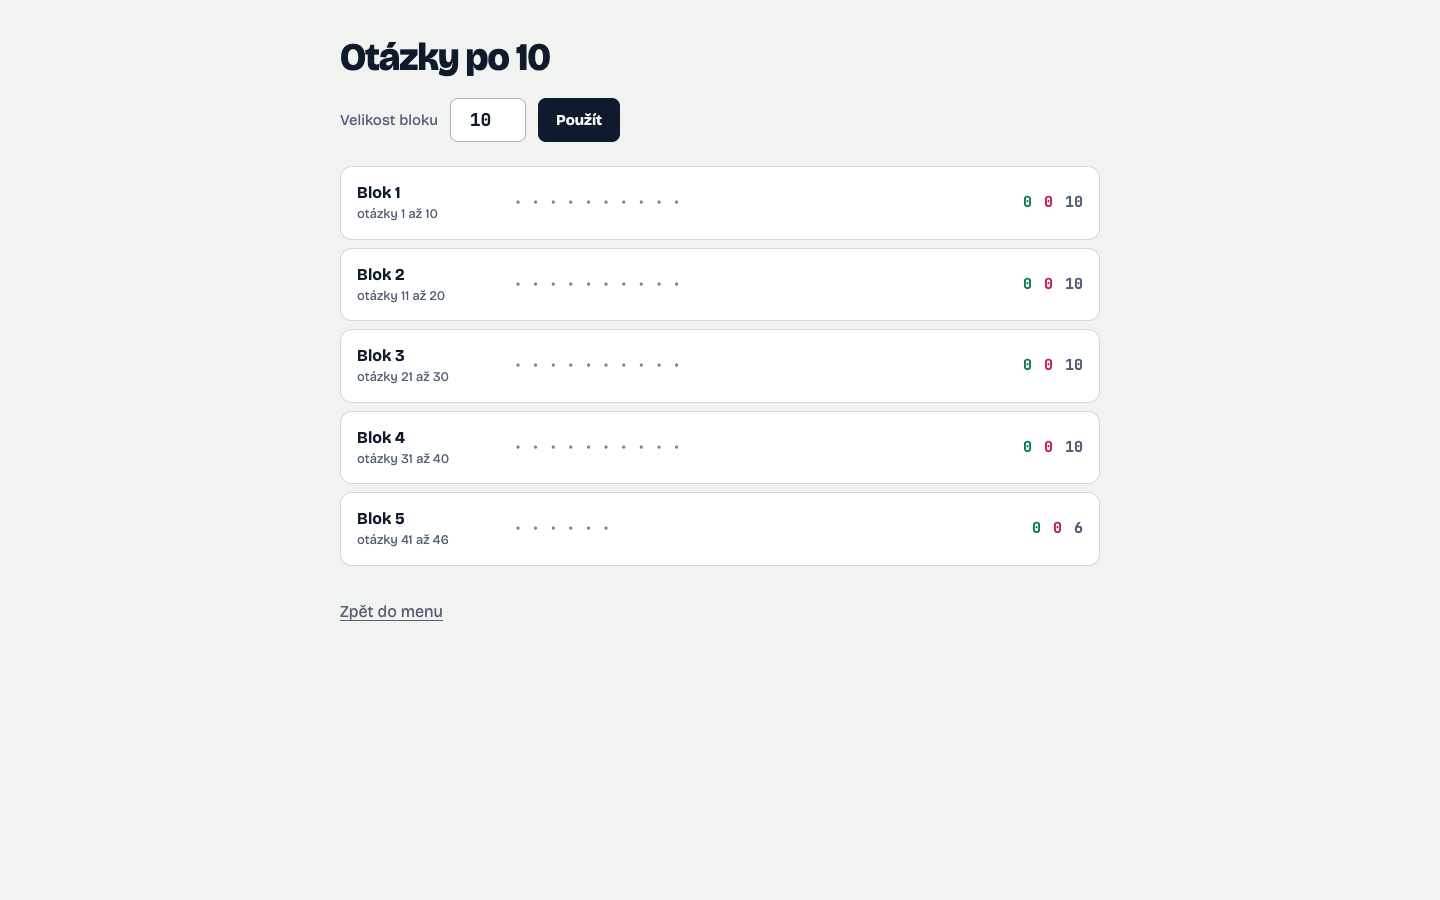 Otázky po 10
Velikost bloku 10 Použít
Blok 1
otázky 1 až 10
0 0 10
Blok 2
otázky 11 až 20
0 0 10
Blok 3
otázky 21 až 30
0 0 10
Blok 4
otázky 31 až 40
0 0 10
Blok 5
otázky 41 až 46
0 0 6
Zpět do menu